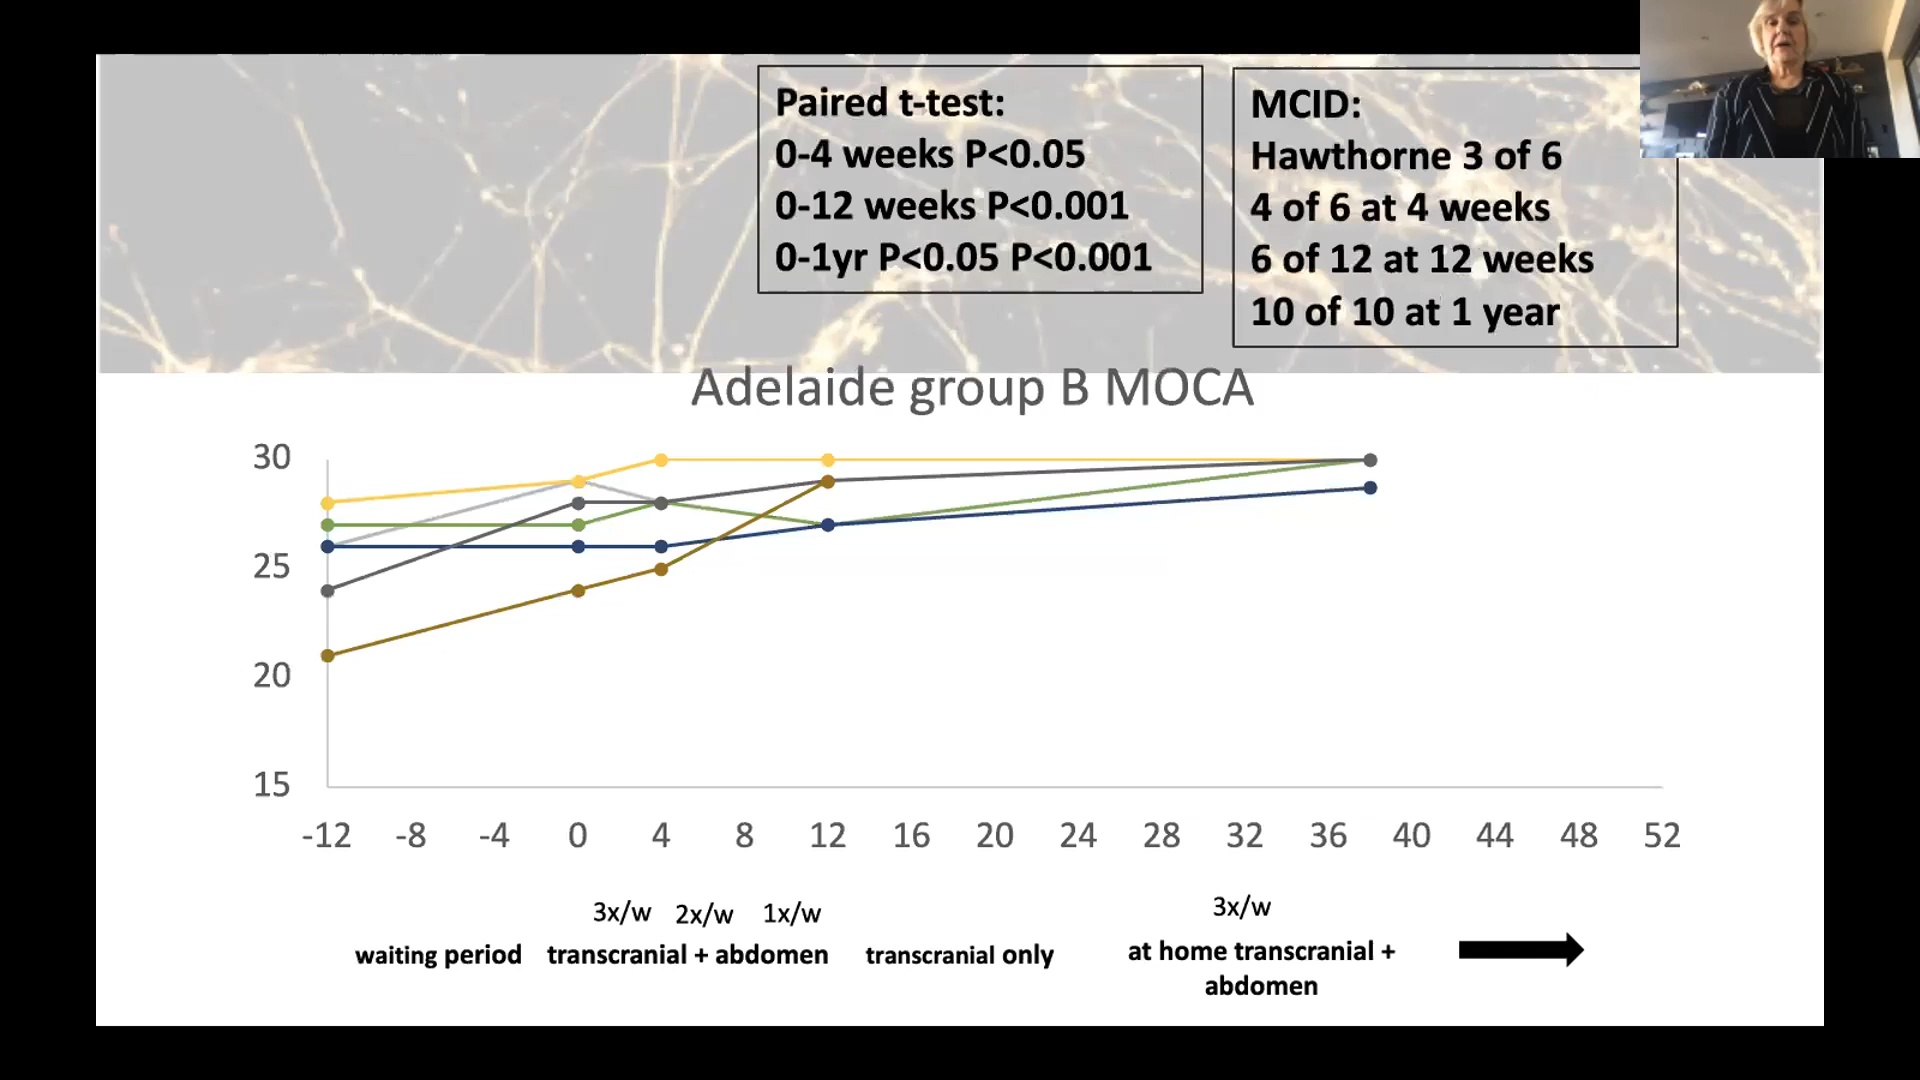 Paired t-test:
0-4 weeks P<0.05
0-12 weeks P<0.001
0-1yr P<0.05 P<0.001
MCID:
Hawthorne 3 of 6
4 of 6 at 4 weeks
6 of 12 at 12 weeks
10 of 10 at 1 year
Adelaide group B MOCA
30
25
20
15
-12 -8 -4 0 4 8 12 16 20 24 28 32 36 40 44 48 52
3x/w 2x/w 1x/w 3x/w
waiting period transcranial + abdomen transcranial only at home transcranial +
abdomen